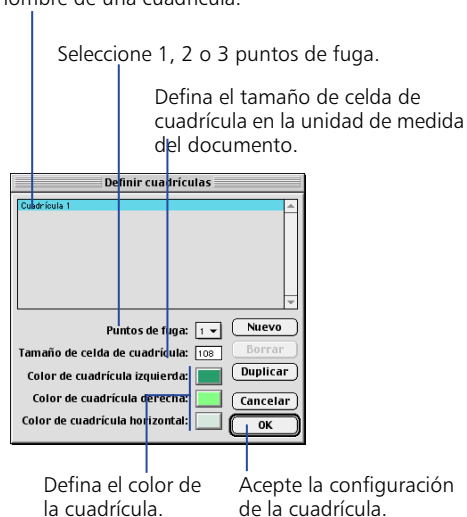 nombre de una cuadrícula.
Seleccione 1, 2 o 3 puntos de fuga.
Defina el tamaño de celda de
cuadrícula en la unidad de medida
del documento.
Definir cuadrículas
Cuadrícula 1
Puntos de fuga: 1
Nuevo
Tamaño de celda de cuadrícula: 108
Borrar
Color de cuadrícula izquierda:
Duplicar
Color de cuadrícula derecha:
Cancelar
Color de cuadrícula horizontal:
OK
Defina el color de
la cuadrícula.
Acepte la configuración
de la cuadrícula.